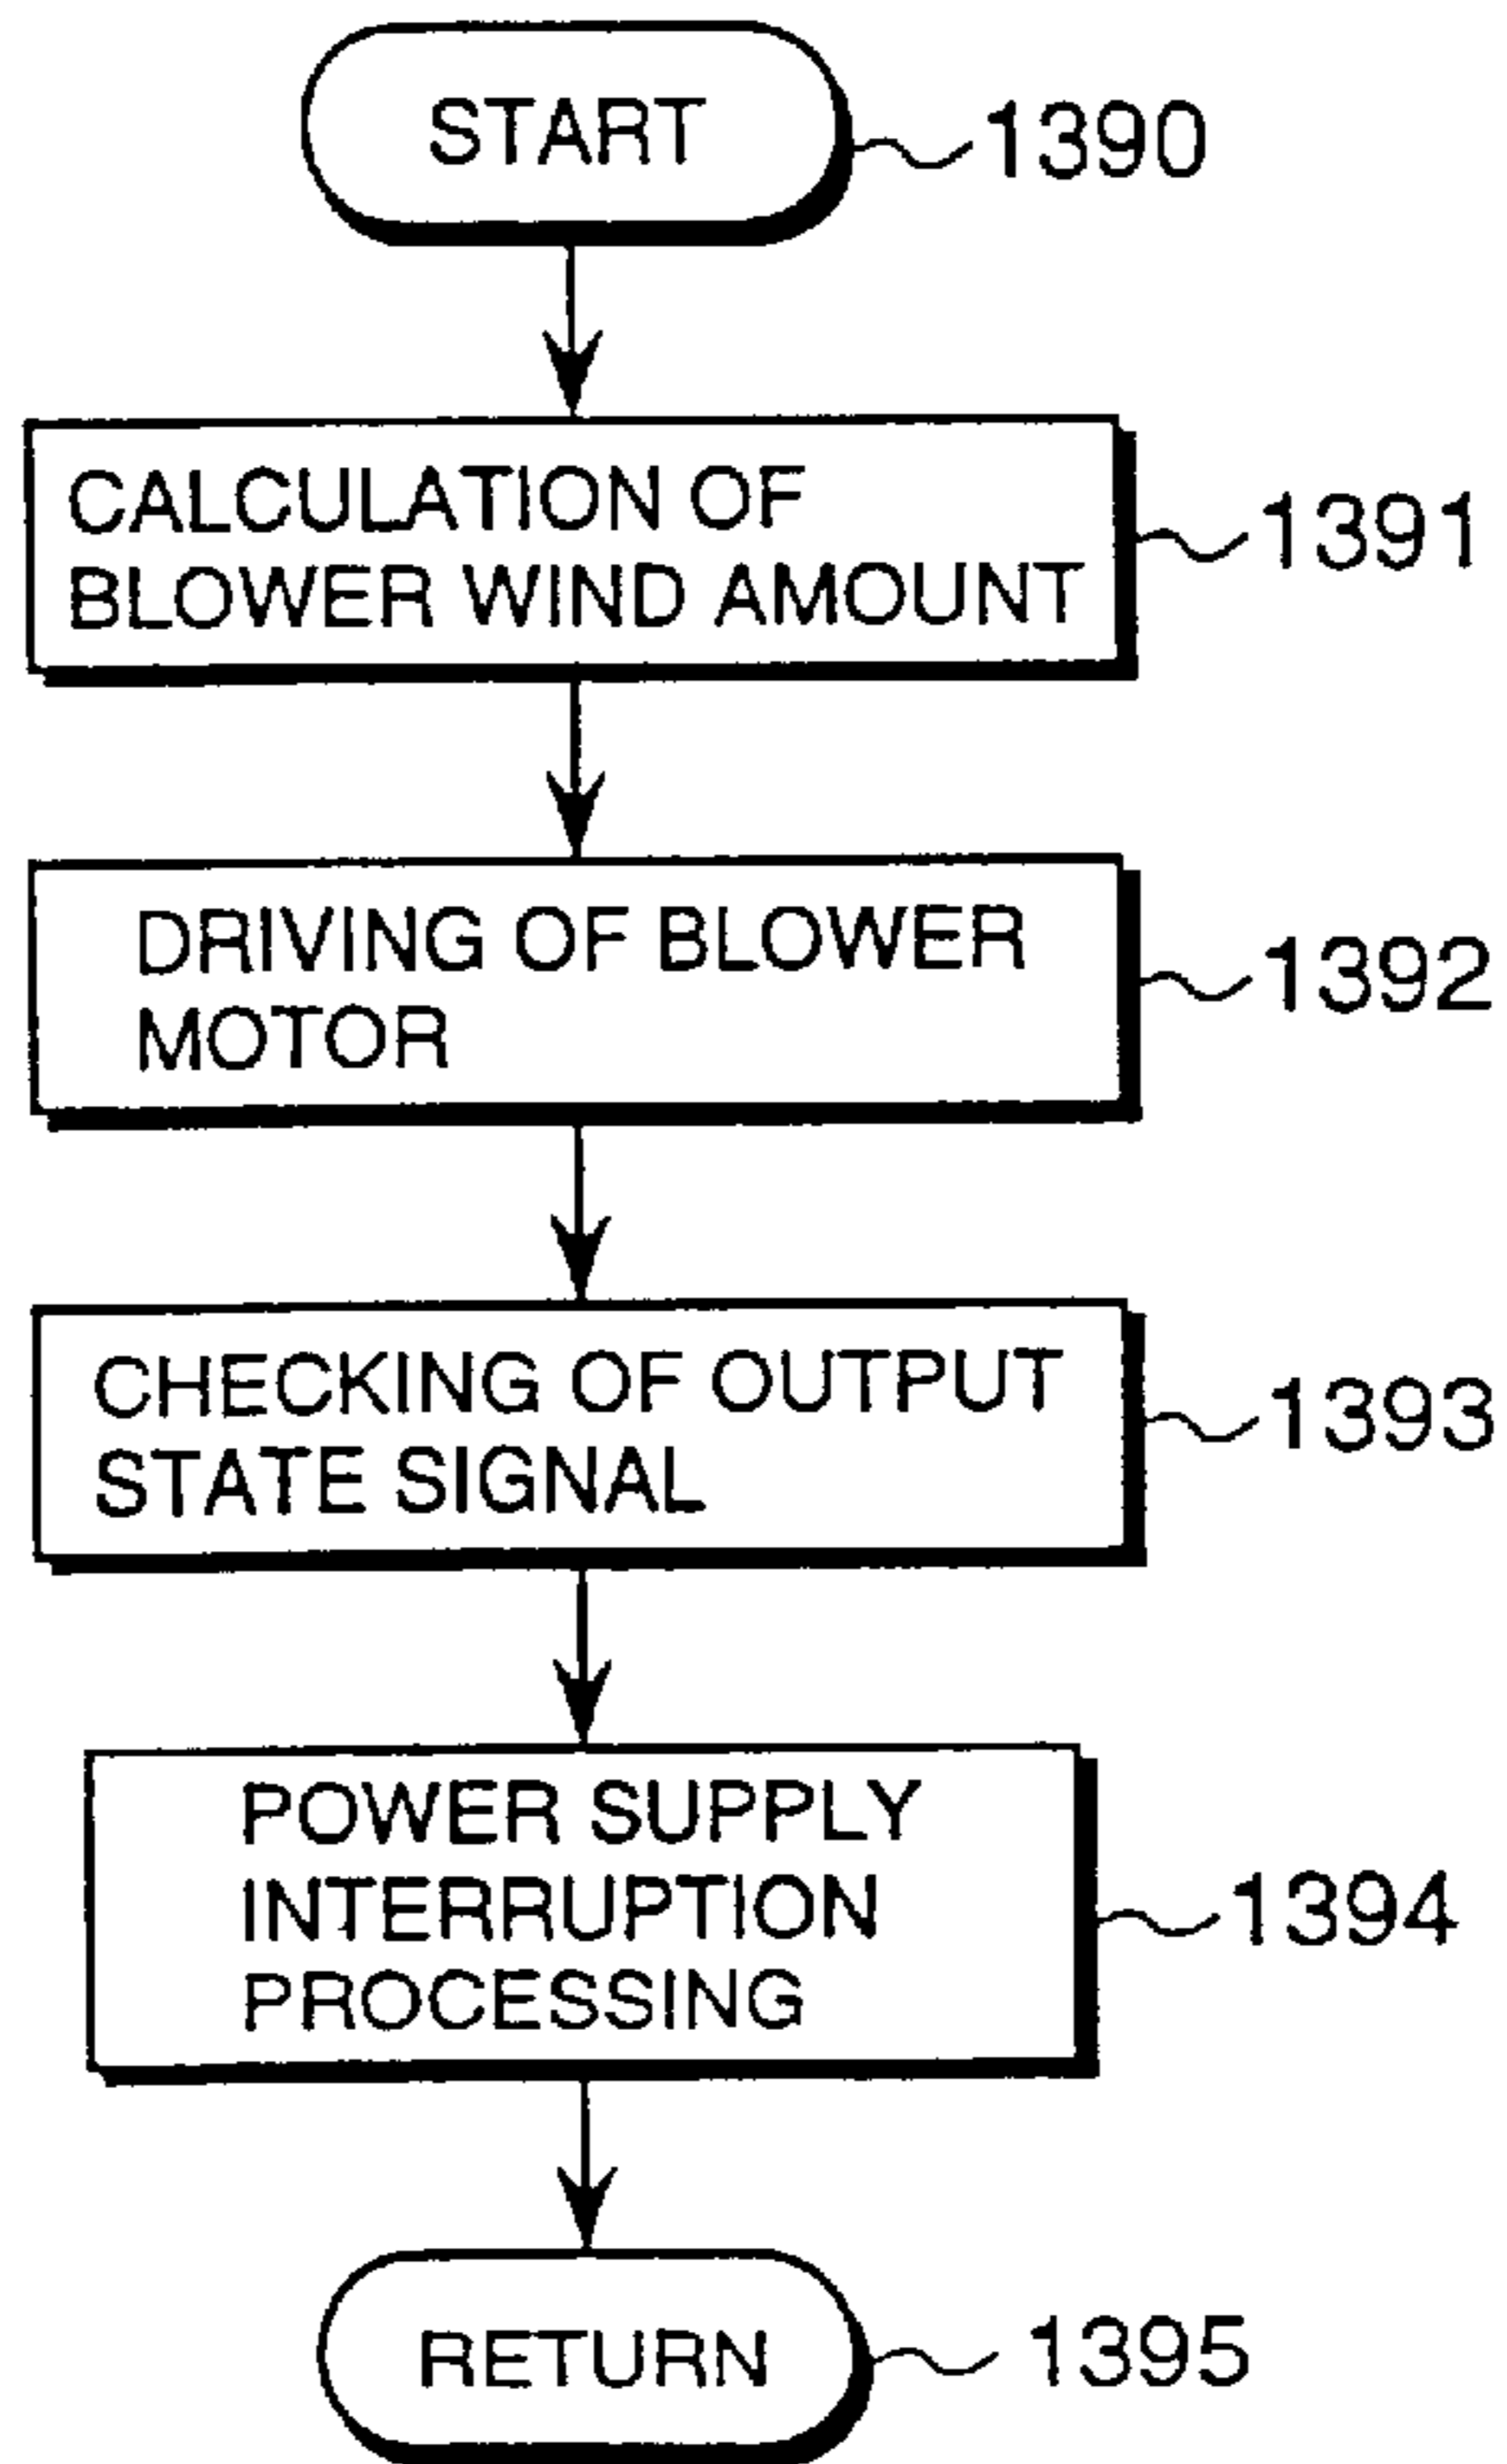 START
1390
CALCULATION OF
BLOWER WIND AMOUNT
1391
DRIVING OF BLOWER
MOTOR
1392
CHECKING OF OUTPUT
STATE SIGNAL
1393
POWER SUPPLY
INTERRUPTION
PROCESSING
1394
RETURN
1395